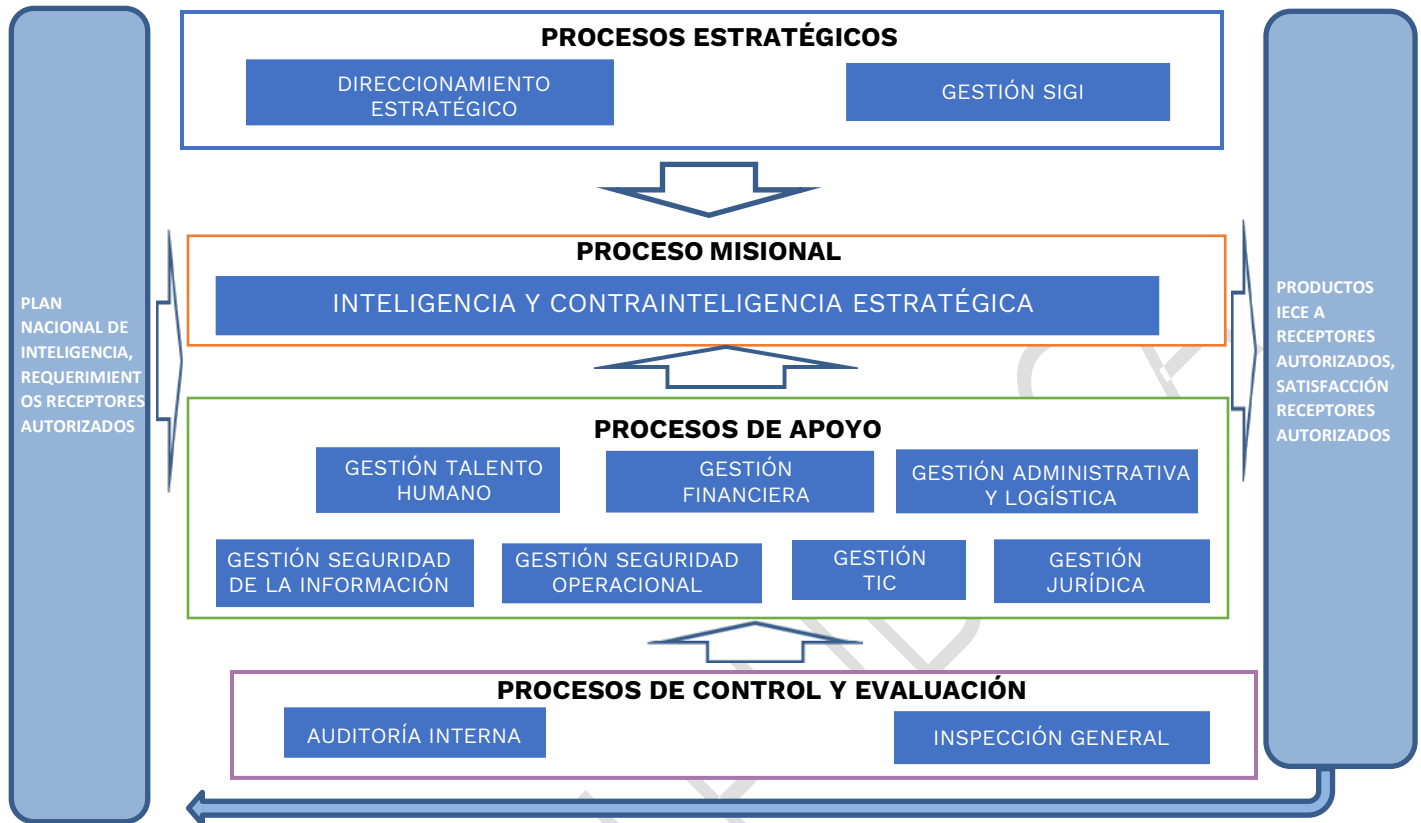 PROCESOS ESTRATÉGICOS
DIRECCIONAMIENTO
ESTRATÉGICO
GESTIÓN SIGI
PLAN
NACIONAL DE
INTELIGENCIA,
REQUERIMIENT
OS RECEPTORES
AUTORIZADOS
PROCESO MISIONAL
INTELIGENCIA Y CONTRAINTELIGENCIA ESTRATÉGICA
PROCESOS DE APOYO
GESTIÓN TALENTO
HUMANO
GESTIÓN
FINANCIERA
GESTIÓN ADMINISTRATIVA
Y LOGÍSTICA
GESTIÓN SEGURIDAD
DE LA INFORMACIÓN
GESTIÓN SEGURIDAD
OPERACIONAL
GESTIÓN
TIC
GESTIÓN
JURÍDICA
PROCESOS DE CONTROL Y EVALUACIÓN
AUDITORÍA INTERNA
INSPECCIÓN GENERAL
PRODUCTOS
IECE A
RECEPTORES
AUTORIZADOS,
SATISFACCIÓN
RECEPTORES
AUTORIZADOS